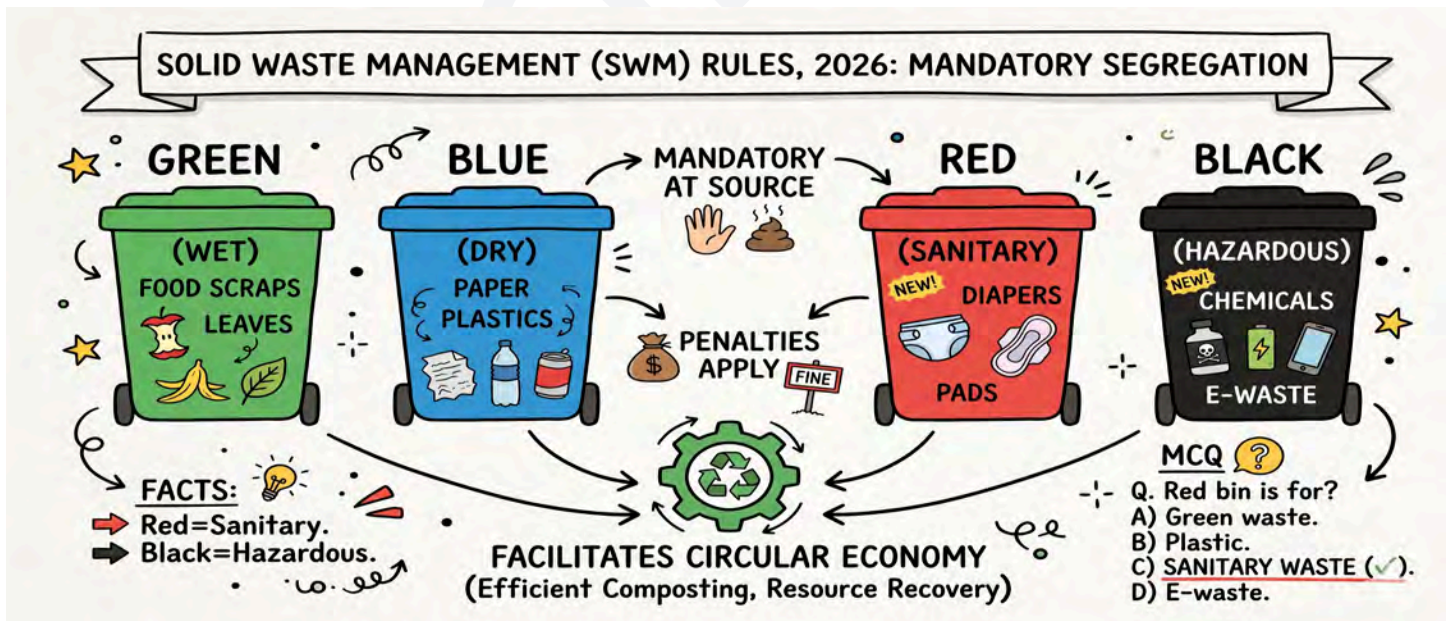 SOLID WASTE MANAGEMENT (SWM) RULES, 2026: MANDATORY SEGREGATION
GREEN
(WET)
FOOD SCRAPS
LEAVES
BLUE
(DRY)
PAPER
PLASTICS
MANDATORY
AT SOURCE
PENALTIES
APPLY
FINE
$
RED
(SANITARY)
NEW!
DIAPERS
PADS
BLACK
(HAZARDOUS)
NEW!
CHEMICALS
E-WASTE
FACTS:
Red=Sanitary.
Black=Hazardous.
FACILITATES CIRCULAR ECONOMY
(Efficient Composting, Resource Recovery)
MCQ
?
Q. Red bin is for?
A) Green waste.
B) Plastic.
C) SANITARY WASTE (✓).
D) E-waste.